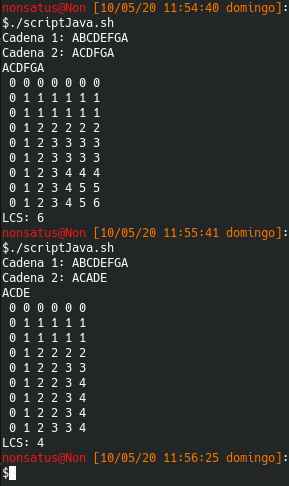 nonsatus@Non [10/05/20 11:54:40 domingo]:
$./scriptJava.sh
Cadena 1: ABCDEFGA
Cadena 2: ACDFGA
ACDFGA
0 0 0 0 0 0 0
0 1 1 1 1 1 1
0 1 1 1 1 1 1
0 1 2 2 2 2 2
0 1 2 3 3 3 3
0 1 2 3 3 3 3
0 1 2 3 4 4 4
0 1 2 3 4 5 5
0 1 2 3 4 5 6
LCS: 6
nonsatus@Non [10/05/20 11:55:41 domingo]:
$./scriptJava.sh
Cadena 1: ABCDEFGA
Cadena 2: ACADE
ACDE
0 0 0 0 0 0
0 1 1 1 1 1
0 1 1 1 1 1
0 1 2 2 2 2
0 1 2 2 3 3
0 1 2 2 3 4
0 1 2 2 3 4
0 1 2 2 3 4
0 1 2 3 3 4
LCS: 4
nonsatus@Non [10/05/20 11:56:25 domingo]:
$